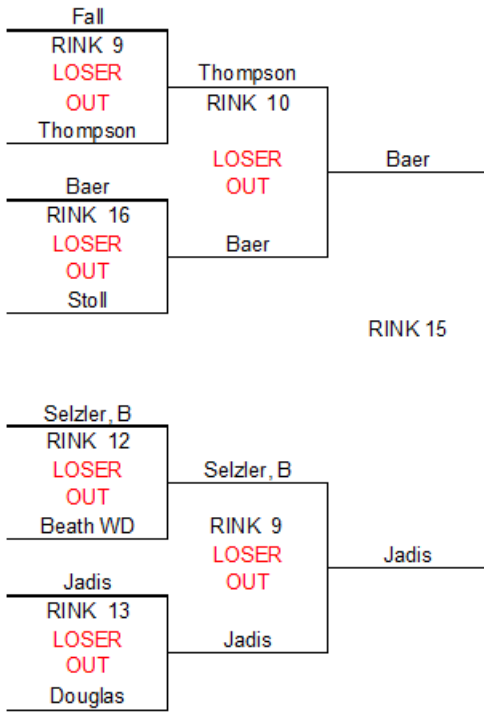 Fall
RINK 9
LOSER
OUT
Thompson
Thompson
RINK 10
LOSER
OUT
Baer
Baer
RINK 16
LOSER
OUT
Stoll
Baer
RINK 15
Selzler, B
RINK 12
LOSER
OUT
Beath WD
Selzler, B
RINK 9
LOSER
OUT
Jadis
Jadis
RINK 13
LOSER
OUT
Douglas
Jadis